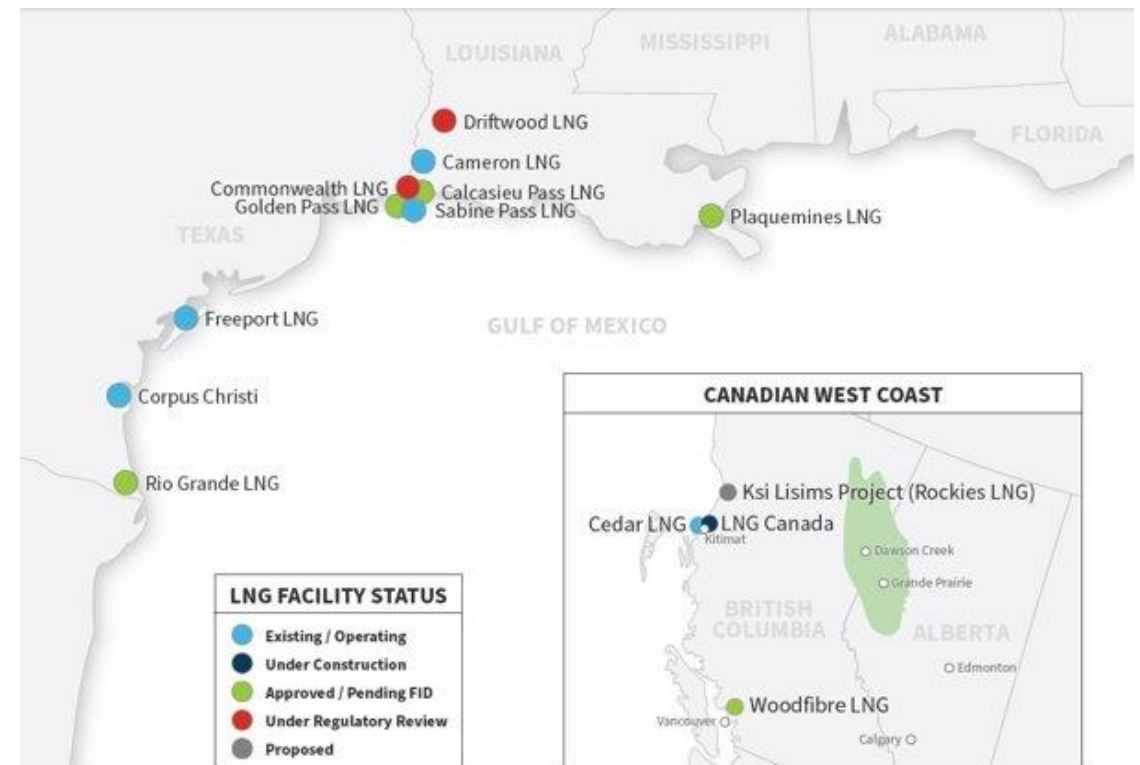 LOUISIANA
MISSISSIPPI
ALABAMA
FLORIDA
Driftwood LNG
Cameron LNG
Commonwealth LNG
Calcasieu Pass LNG
Golden Pass LNG
Sabine Pass LNG
Plaquemines LNG
TEXAS
Freeport LNG
GULF OF MEXICO
Corpus Christi
Rio Grande LNG
CANADIAN WEST COAST
Ksi Lisims Project (Rockies LNG)
Cedar LNG
LNG Canada
Kitimat
Dawson Creek
Grande Prairie
BRITISH
COLUMBIA
ALBERTA
Edmonton
Woodfibre LNG
Vancouver
Calgary
LNG FACILITY STATUS
Existing / Operating
Under Construction
Approved / Pending FID
Under Regulatory Review
Proposed